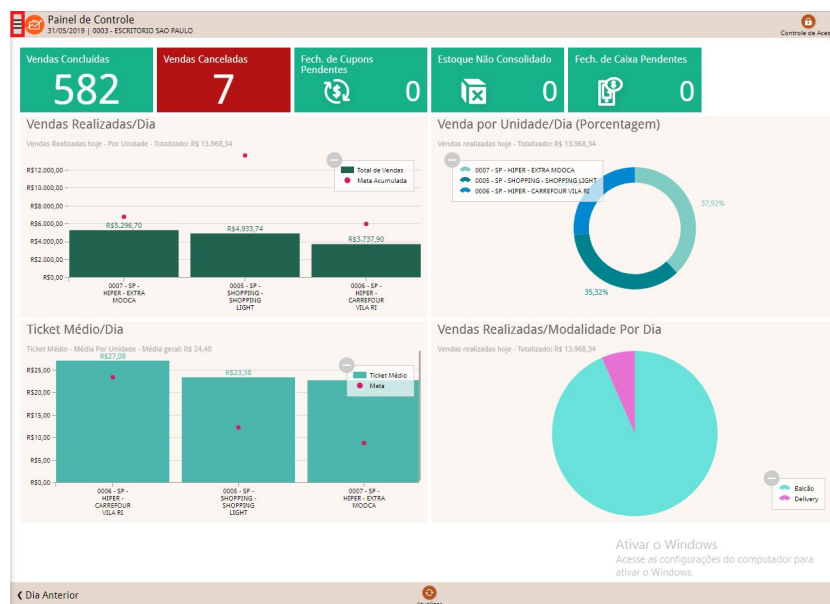 Painel de Controle
31/05/2019 | 0003 - ESCRITORIO SAO PAULO
Controle de Aces
Vendas Concluídas
582
Vendas Canceladas
7
Fech. de Cupons
Pendentes
0
Estoque Não Consolidado
0
Fech. de Caixa Pendentes
0
Vendas Realizadas/Dia
Vendas Realizadas hoje - Por Unidade - Totalizado: R$ 13.968,34
Total de Vendas
Meta Acumulada
R$12.000,00
R$10.000,00
R$8.000,00
R$6.000,00
R$4.000,00
R$2.000,00
R$0,00
R$5.296,70
R$4.933,74
R$3.737,90
0007 - SP -
HIPER - EXTRA
MOOCA
0005 - SP -
SHOPPING -
SHOPPING
LIGHT
0006 - SP -
HIPER -
CARREFOUR
VILA RI
Venda por Unidade/Dia (Porcentagem)
Vendas realizadas hoje - Totalizado: R$ 13.968,34
0007 - SP - HIPER - EXTRA MOOCA
0005 - SP - SHOPPING - SHOPPING LIGHT
0006 - SP - HIPER - CARREFOUR VILA RI
37,92%
35,32%
Ticket Médio/Dia
Ticket Médio - Média Por Unidade - Média geral: R$ 24,40
R$27,08
R$23,38
Ticket Médio
Meta
R$25,00
R$20,00
R$15,00
R$10,00
R$5,00
R$0,00
0006 - SP -
HIPER -
CARREFOUR
VILA RI
0005 - SP -
SHOPPING -
SHOPPING
LIGHT
0007 - SP -
HIPER - EXTRA
MOOCA
Vendas Realizadas/Modalidade Por Dia
Vendas realizadas hoje - Totalizado: R$ 13.968,34
Balcão
Delivery
Ativar o Windows
Acesse as configurações do computador para
ativar o Windows.
Dia Anterior
Atualizar